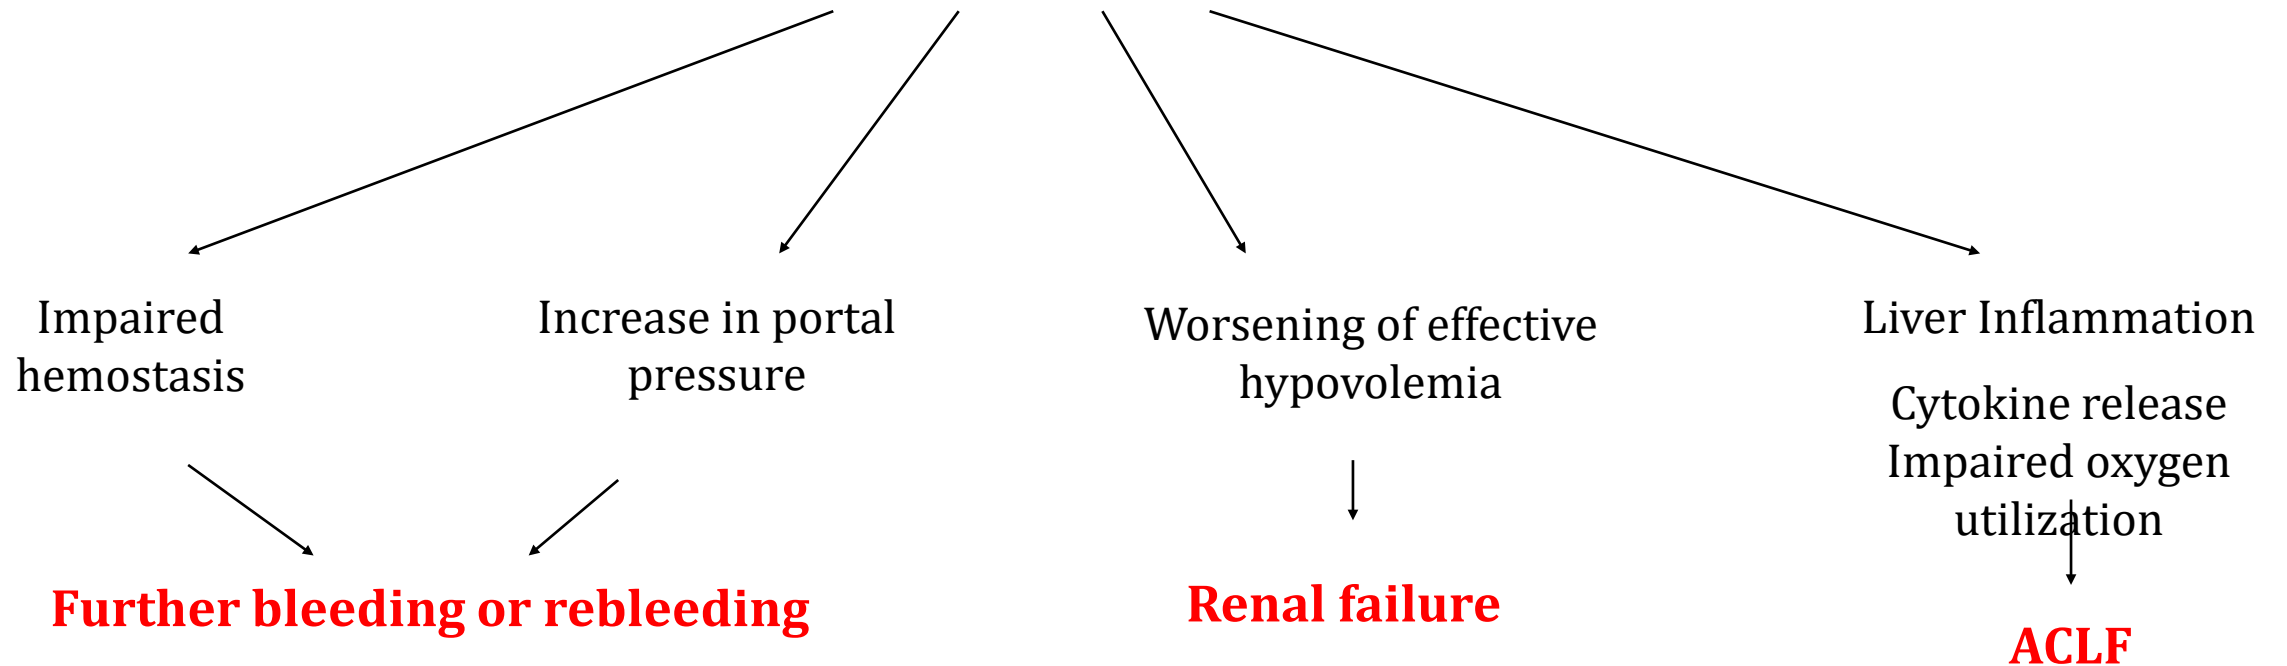 Impaired
hemostasis
Increase in portal
pressure
Worsening of effective
hypovolemia
Liver Inflammation
Cytokine release
Impaired oxygen
utilization
Further bleeding or rebleeding
Renal failure
ACLF